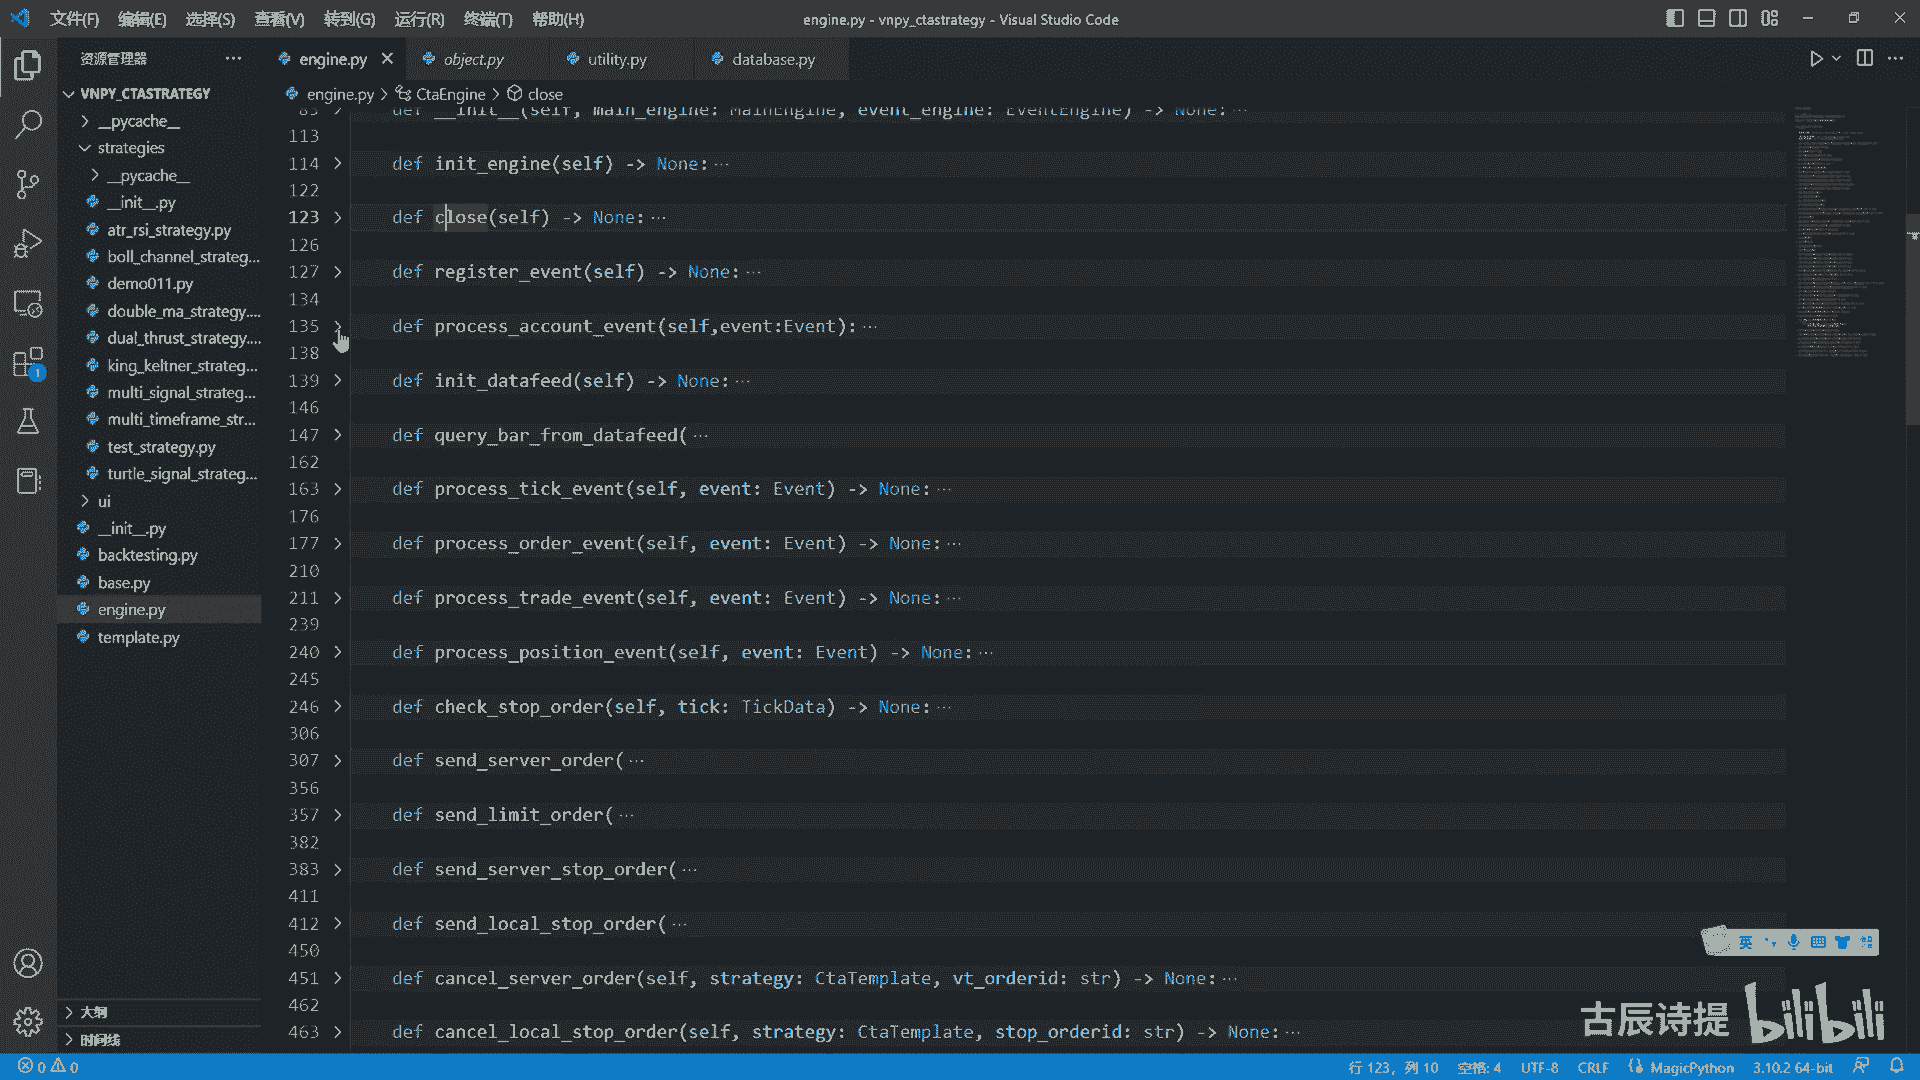 文件(F) 编辑(E) 选择(S) 查看(V) 转到(G) 运行(R) 终端(T) 帮助(H)
engine.py - vnpy_ctastrategy - Visual Studio Code
资源管理器
engine.py object.py utility.py database.py
VNPY_CTASTRATEGY
__pycache__
strategies
__pycache__
__init__.py
atr_rsi_strategy.py
boll_channel_strateg...
demo011.py
double_ma_strategy....
dual_thrust_strategy....
king_keltner_strateg...
multi_signal_strateg...
multi_timeframe_str...
test_strategy.py
turtle_signal_strateg...
ui
__init__.py
backtesting.py
base.py
engine.py
template.py
大纲
时间线
1
engine.py > CtaEngine > close
83 def __init__(self, main_engine: MainEngine, event_engine: EventEngine) -> None: ...
113
114 def init_engine(self) -> None: ...
122
123 def close(self) -> None: ...
126
127 def register_event(self) -> None: ...
134
135 def process_account_event(self,event:Event): ...
138
139 def init_datafeed(self) -> None: ...
146
147 def query_bar_from_datafeed( ...
162
163 def process_tick_event(self, event: Event) -> None: ...
176
177 def process_order_event(self, event: Event) -> None: ...
210
211 def process_trade_event(self, event: Event) -> None: ...
239
240 def process_position_event(self, event: Event) -> None: ...
245
246 def check_stop_order(self, tick: TickData) -> None: ...
306
307 def send_server_order( ...
356
357 def send_limit_order( ...
382
383 def send_server_stop_order( ...
411
412 def send_local_stop_order( ...
450
451 def cancel_server_order(self, strategy: CtaTemplate, vt_orderid: str) -> None: ...
462
463 def cancel_local_stop_order(self, strategy: CtaTemplate, stop_orderid: str) -> None: ...
英
古辰诗提 bilibili
0 0
行 123，列 10 空格: 4 UTF-8 CRLF MagicPython 3.10.2 64-bit